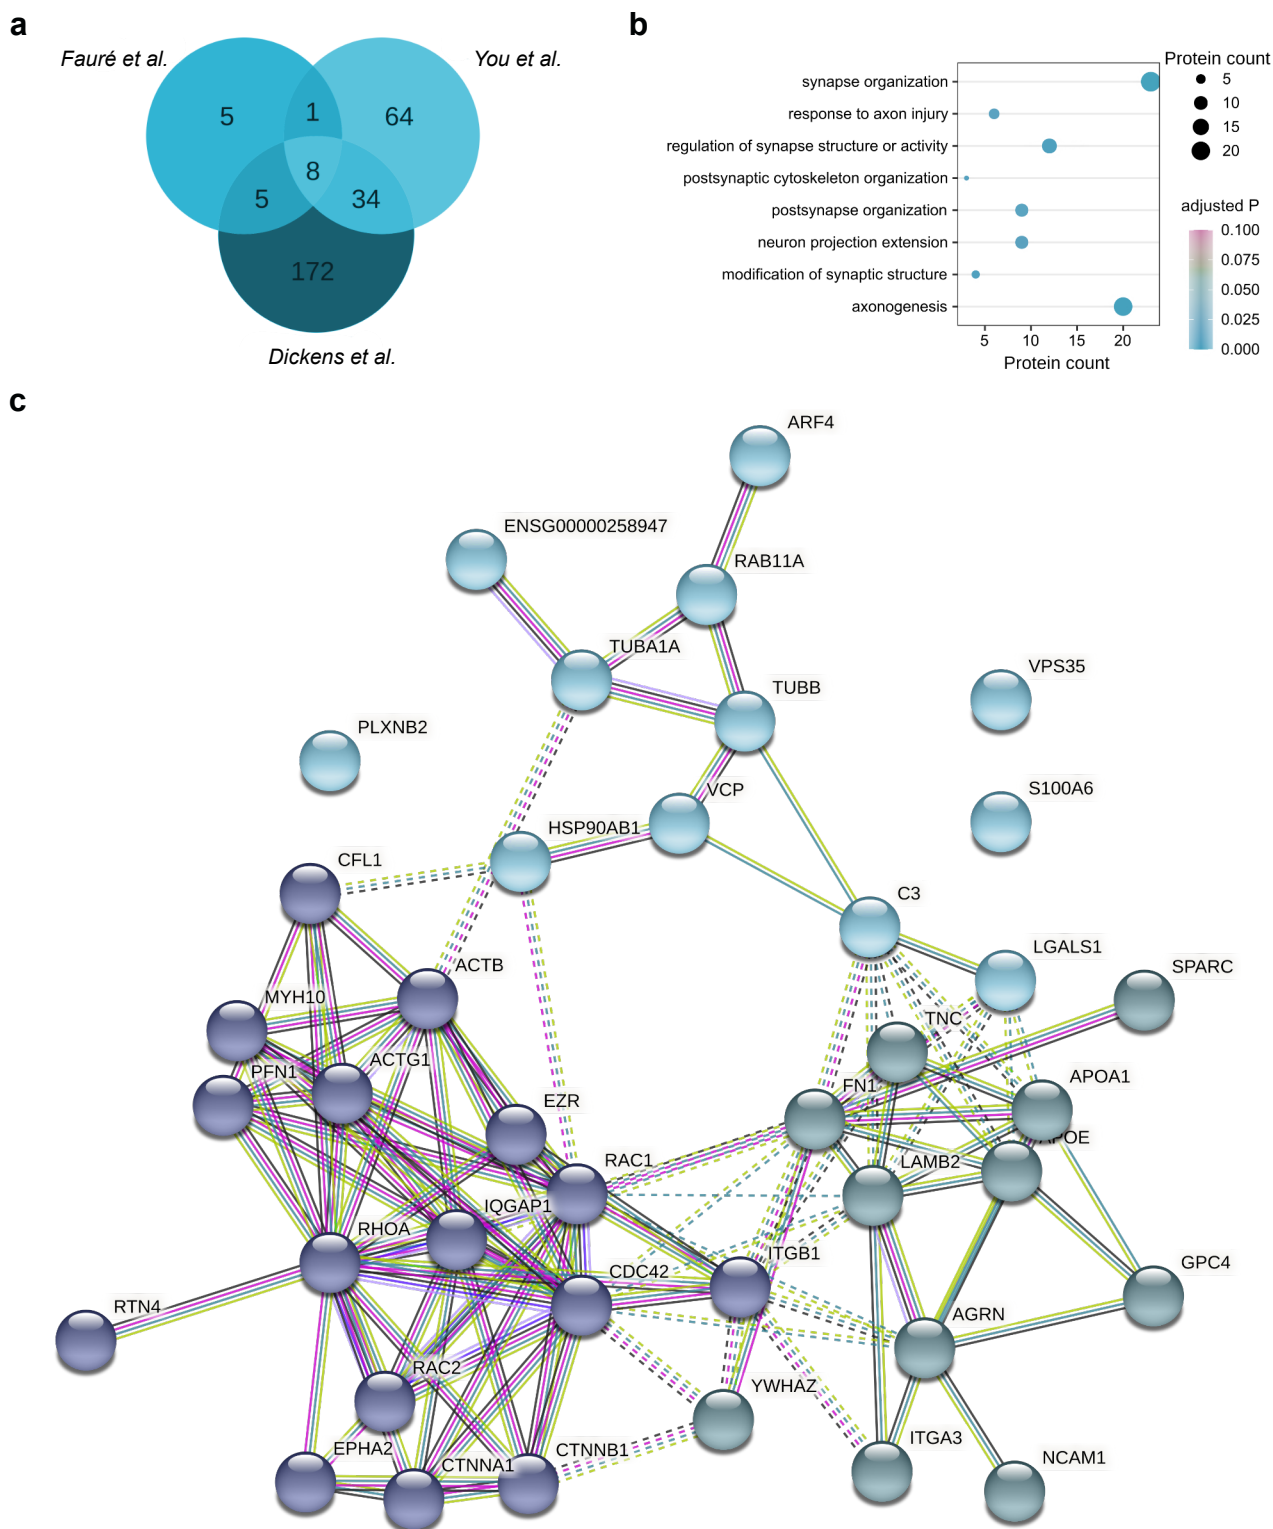 a
Fauré et al.
You et al.
5
1
64
8
5
34
172
Dickens et al.
b
synapse organization
response to axon injury
regulation of synapse structure or activity
postsynaptic cytoskeleton organization
postsynapse organization
neuron projection extension
modification of synaptic structure
axonogenesis
5 10 15 20
Protein count
Protein count
5
10
15
20
adjusted P
0.100
0.075
0.050
0.025
0.000
c
ARF4
ENSG00000258947
RAB11A
TUBA1A
VPS35
TUBB
PLXNB2
VCP
S100A6
HSP90AB1
CFL1
C3
LGALS1
ACTB
SPARC
MYH10
TNC
ACTG1
PFN1
FN1
APOA1
EZR
APOE
RAC1
LAMB2
IQGAP1
RHOA
ITGB1
CDC42
GPC4
RTN4
AGRN
RAC2
YWHAZ
ITGA3
EPHA2
CTNNB1
NCAM1
CTNNA1